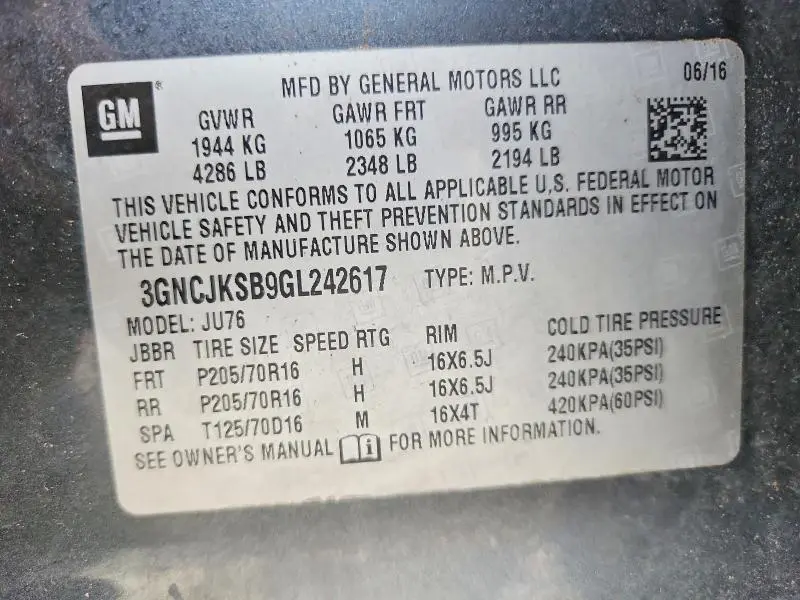 GM
MFD BY GENERAL MOTORS LLC 06/16
GVWR GAWR FRT GAWR RR
1944 KG 1065 KG 995 KG
4286 LB 2348 LB 2194 LB
THIS VEHICLE CONFORMS TO ALL APPLICABLE U.S. FEDERAL MOTOR
VEHICLE SAFETY AND THEFT PREVENTION STANDARDS IN EFFECT ON
THE DATE OF MANUFACTURE SHOWN ABOVE.
3GNCJKSB9GL242617 TYPE: M.P.V.
MODEL: JU76
JBBR TIRE SIZE SPEED RTG RIM COLD TIRE PRESSURE
FRT P205/70R16 H 16X6.5J 240KPA(35PSI)
RR P205/70R16 H 16X6.5J 240KPA(35PSI)
SPA T125/70D16 M 16X4T 420KPA(60PSI)
SEE OWNER'S MANUAL i FOR MORE INFORMATION.